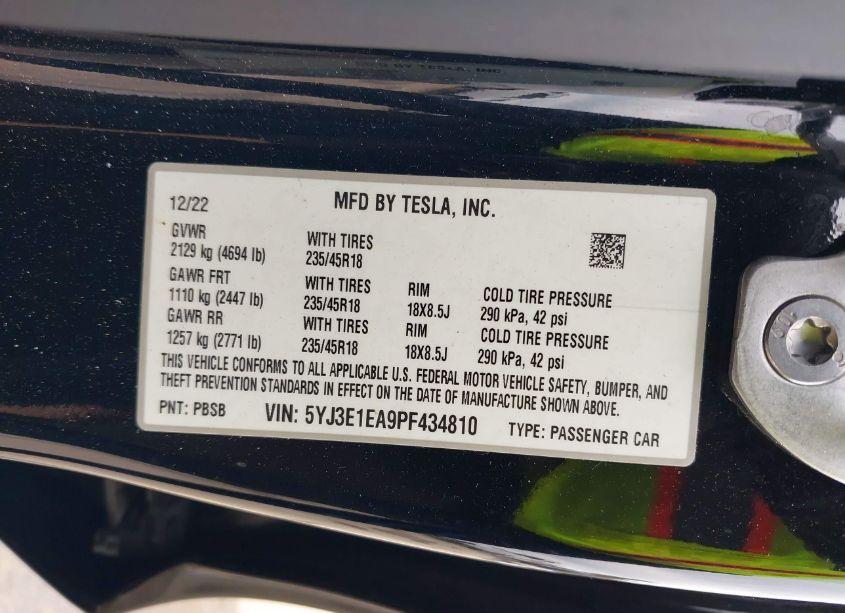 12/22 MFD BY TESLA, INC.
GVWR WITH TIRES
2129 kg (4694 lb) 235/45R18
GAWR FRT WITH TIRES RIM COLD TIRE PRESSURE
1110 kg (2447 lb) 235/45R18 18X8.5J 290 kPa, 42 psi
GAWR RR WITH TIRES RIM COLD TIRE PRESSURE
1257 kg (2771 lb) 235/45R18 18X8.5J 290 kPa, 42 psi
THIS VEHICLE CONFORMS TO ALL APPLICABLE U.S. FEDERAL MOTOR VEHICLE SAFETY, BUMPER, AND
THEFT PREVENTION STANDARDS IN EFFECT ON THE DATE OF MANUFACTURE SHOWN ABOVE.
PNT: PBSB VIN: 5YJ3E1EA9PF434810 TYPE: PASSENGER CAR